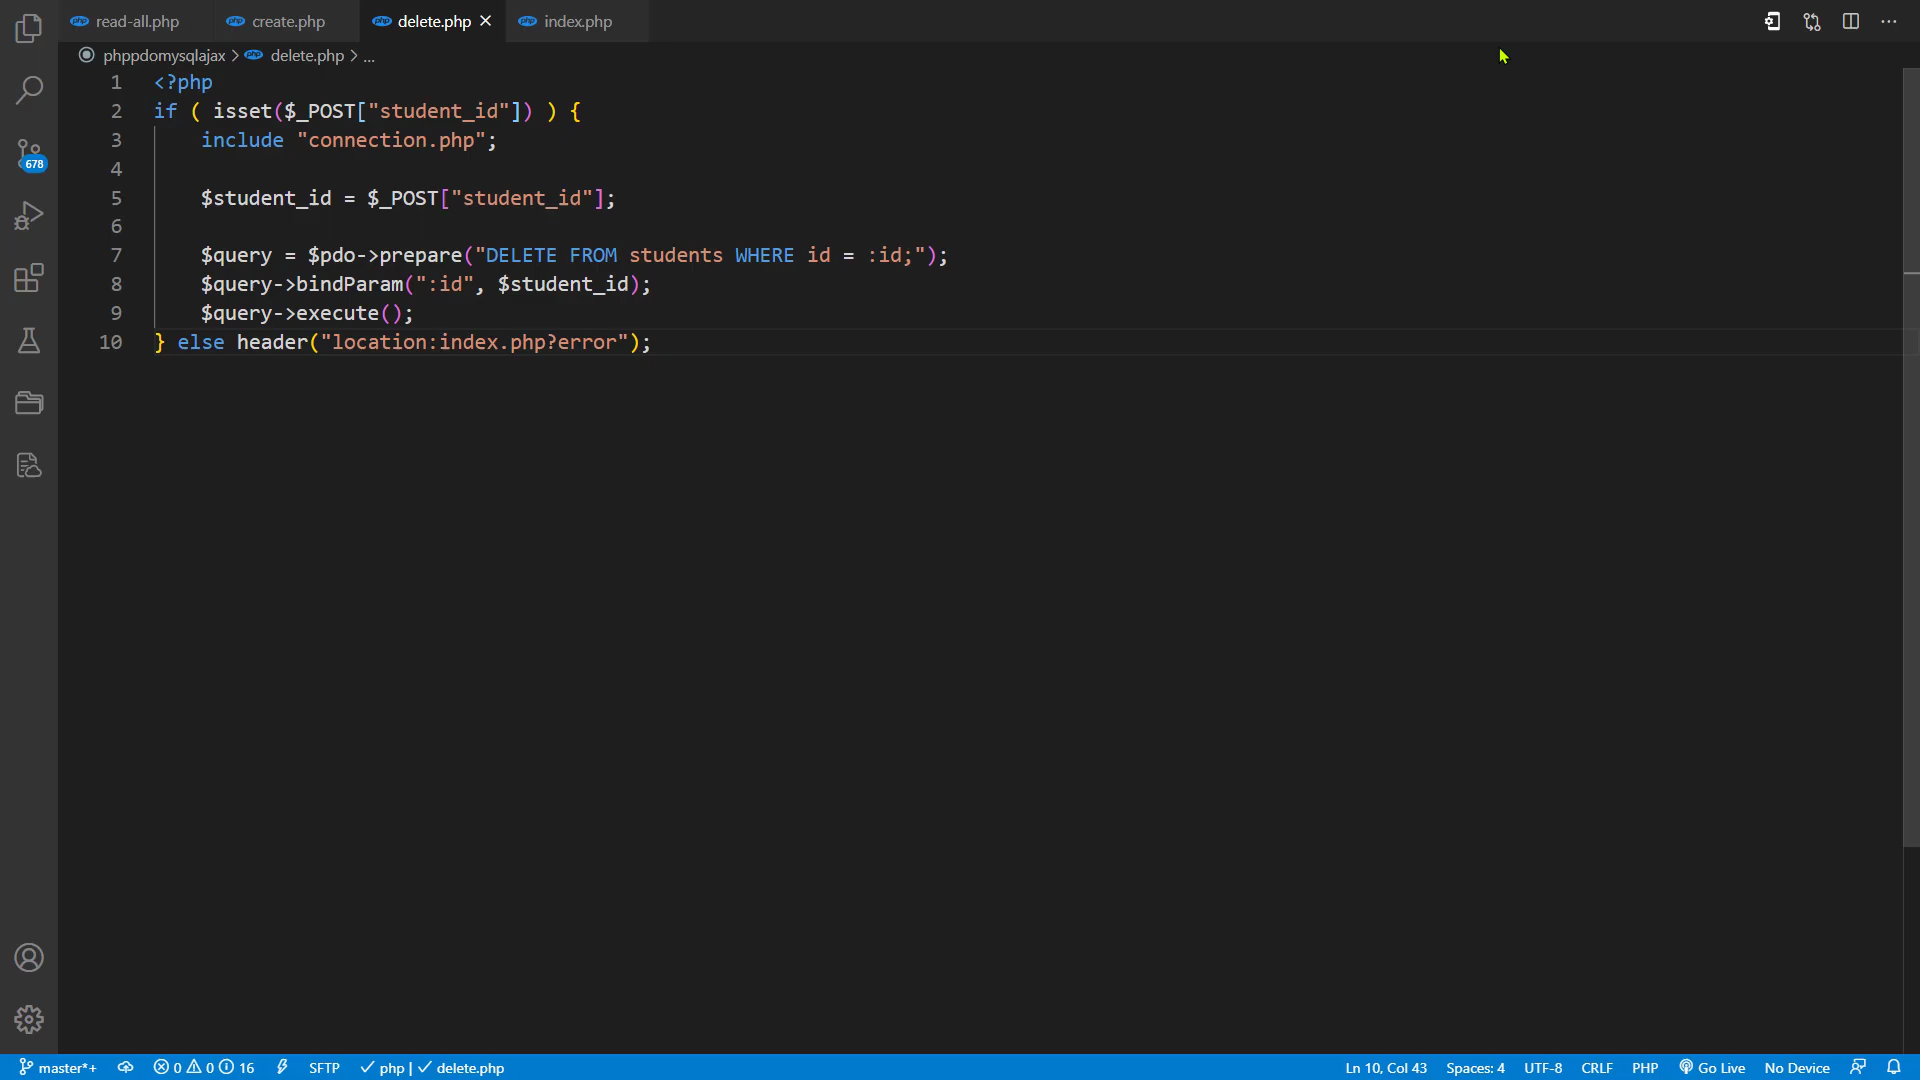 read-all.php create.php delete.php index.php
phppdomysqlajax > delete.php > ...
1 <?php
2 if ( isset($_POST["student_id"]) ) {
3 include "connection.php";
4
5 $student_id = $_POST["student_id"];
6
7 $query = $pdo->prepare("DELETE FROM students WHERE id = :id;");
8 $query->bindParam(":id", $student_id);
9 $query->execute();
10 } else header("location:index.php?error");
678
master*+ 0 0 16 SFTP php | delete.php Ln 10, Col 43 Spaces: 4 UTF-8 CRLF PHP Go Live No Device